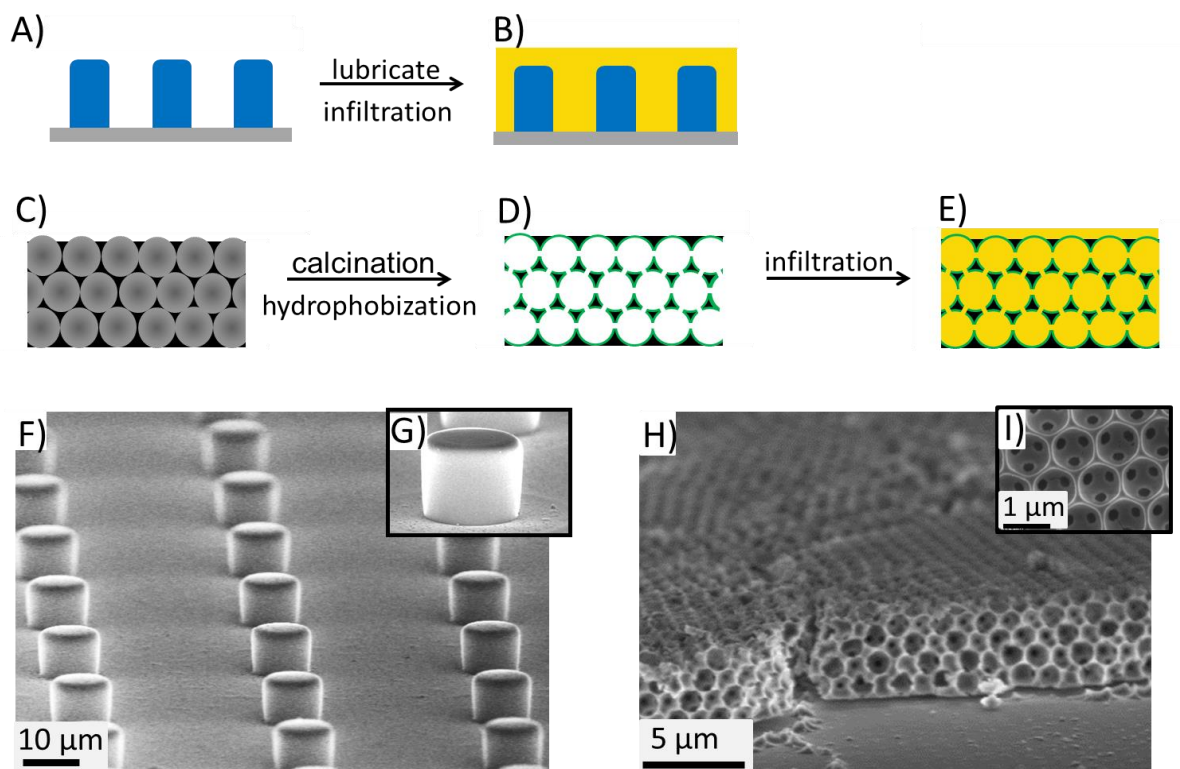 A)
lubricate
infiltration
B)
C)
calcination
hydrophobization
D)
infiltration
E)
F)
G)
10 µm
H)
I)
1 µm
5 µm